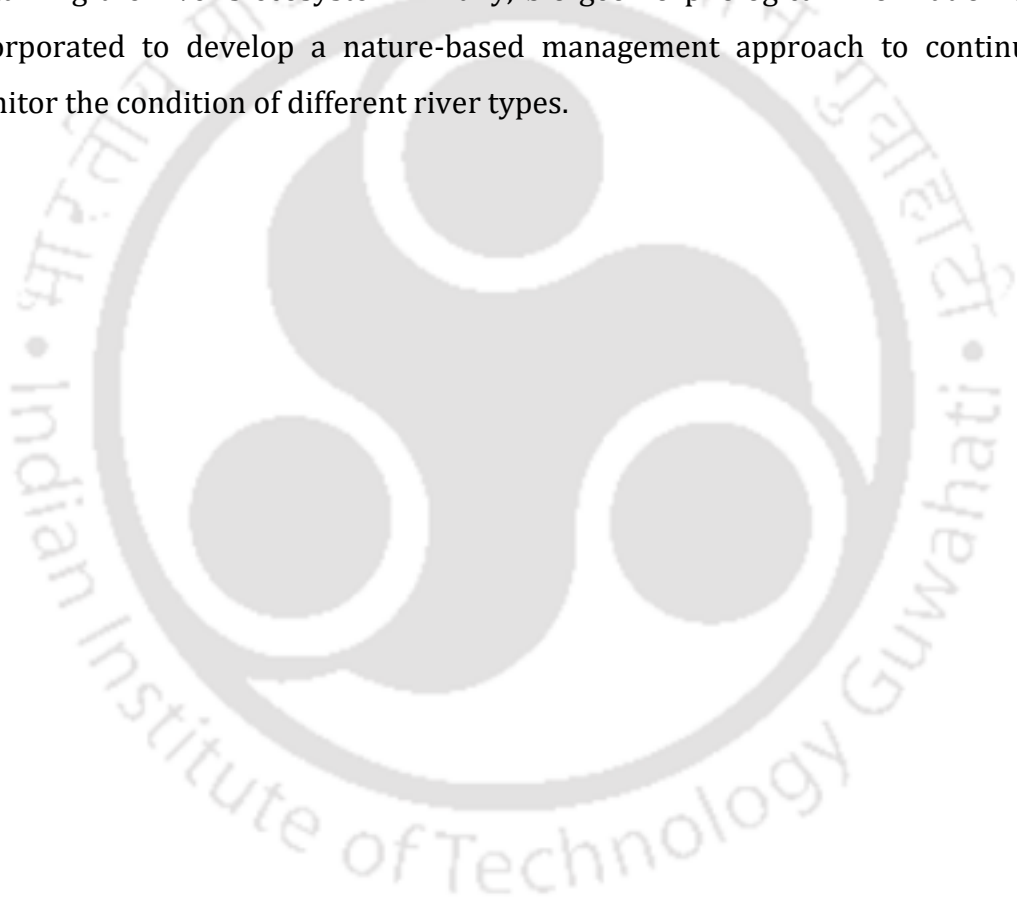 ecosystem
orporated to develop a nature-based management approach to continu
nitor the condition of different river types.
गुवाहाटी
• Indian Institute of Technology Guwahati •